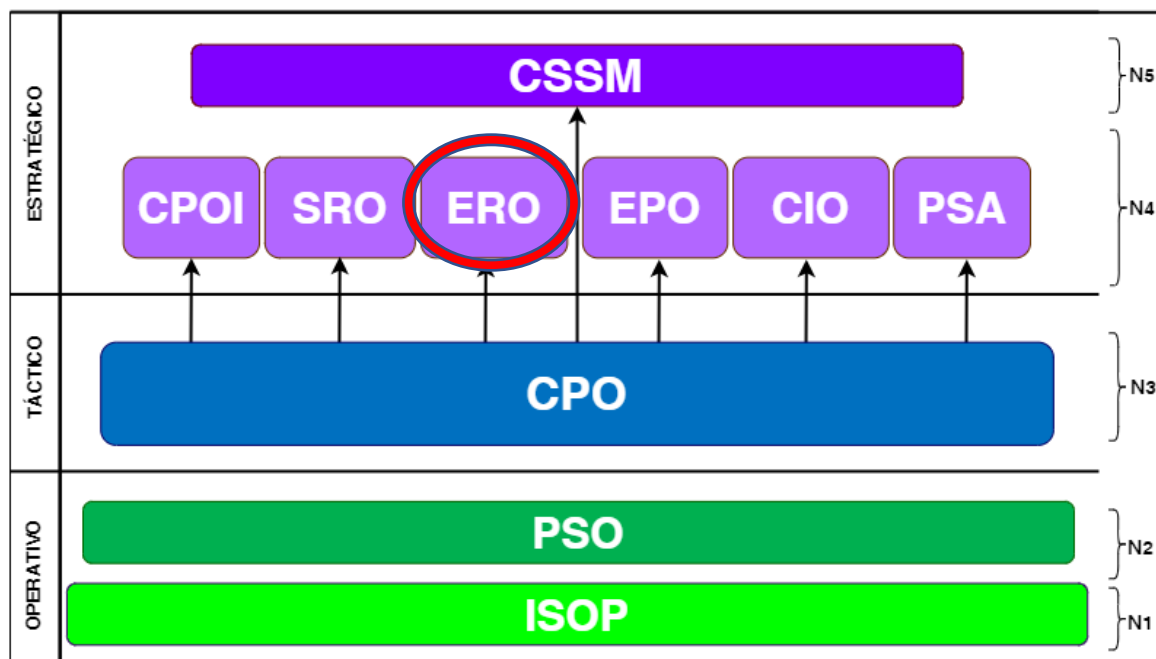 ESTRATÉGICO
CSSM
N5
CPOI
SRO
ERO
EPO
CIO
PSA
N4
TÁCTICO
CPO
N3
OPERATIVO
PSO
N2
ISOP
N1